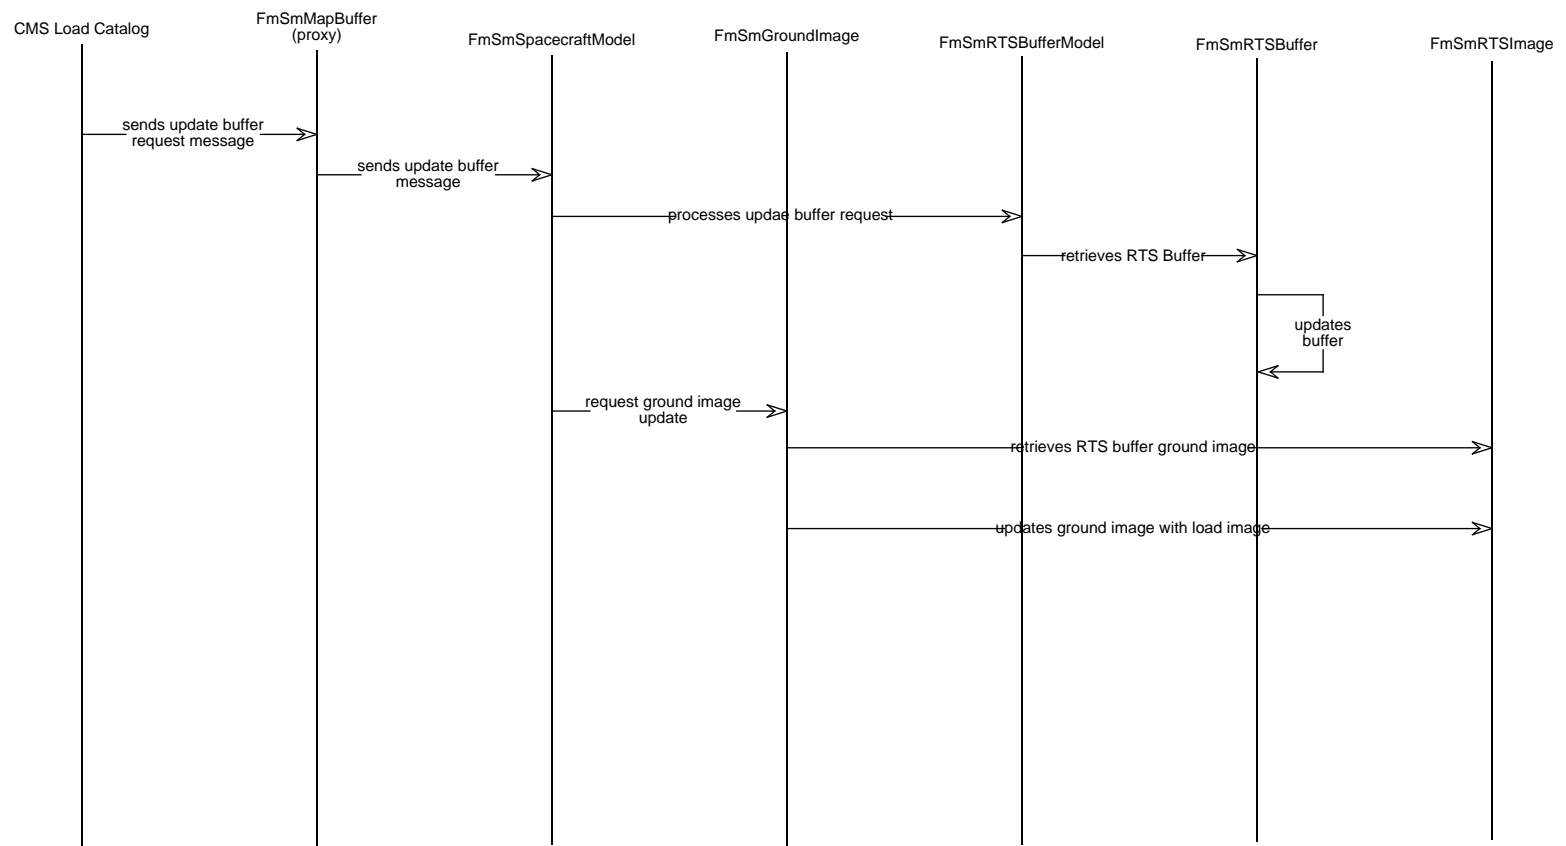 CMS Load Catalog
FmSmMapBuffer
(proxy)
FmSmSpacecraftModel
FmSmGroundImage
FmSmRTSBufferModel
FmSmRTSBuffer
FmSmRTSImage
sends update buffer
request message
sends update buffer
message
processes updae buffer request
retrieves RTS Buffer
updates
buffer
request ground image
update
retrieves RTS buffer ground image
updates ground image with load image